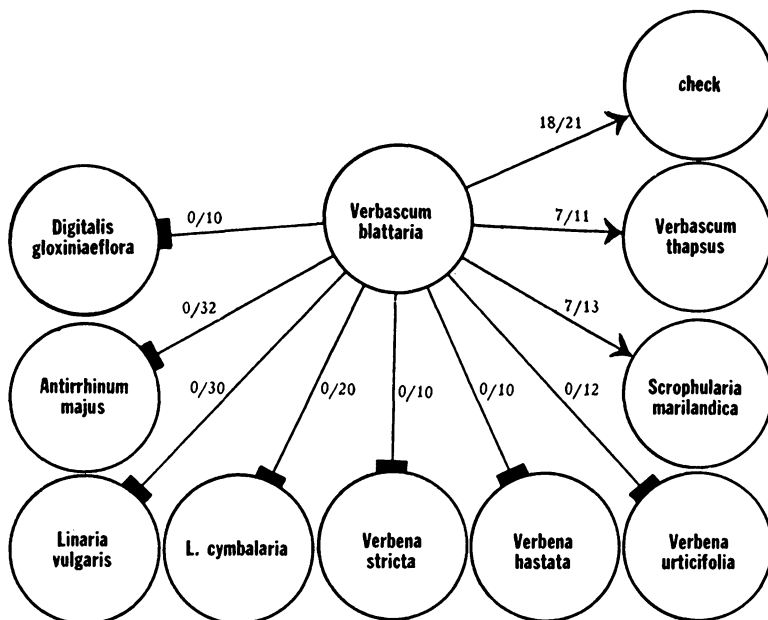 check
18/21
Verbascum
blattaria
0/10
7/11
Digitalis
gloxiniaeflora
Verbascum
thapsus
0/32
7/13
Antirrhinum
majus
0/30
0/20
0/10
0/10
0/12
Scrophularia
marilandica
Linaria
vulgaris
L. cymbalaria
Verbena
stricta
Verbena
hastata
Verbena
urticifolia